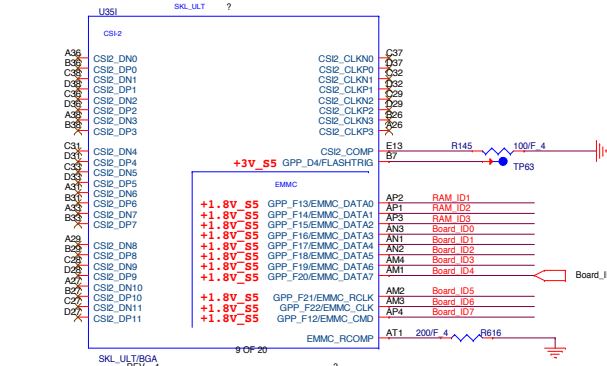 U35I
SKL_ULT ?
CSI-2
A36 CSI2_DN0 CSI2_CLKN0 C37
B36 CSI2_DP0 CSI2_CLKP0 D37
C38 CSI2_DN1 CSI2_CLKN1 C32
D38 CSI2_DP1 CSI2_CLKP1 D32
C36 CSI2_DN2 CSI2_CLKN2 C29
D36 CSI2_DP2 CSI2_CLKP2 D29
A38 CSI2_DN3 CSI2_CLKN3 B26
B38 CSI2_DP3 CSI2_CLKP3 A26
C31 CSI2_DN4 CSI2_COMP E13 R145 100/F_4
D31 CSI2_DP4 +3V_S5 GPP_D4/FLASHTRIG B7 TP63
C33 CSI2_DN5
D33 CSI2_DP5 EMMC
A31 CSI2_DN6
B31 CSI2_DP6 +1.8V_S5 GPP_F13/EMMC_DATA0 AP2 RAM_ID1
A33 CSI2_DN7 +1.8V_S5 GPP_F14/EMMC_DATA1 AP1 RAM_ID2
B33 CSI2_DP7 +1.8V_S5 GPP_F15/EMMC_DATA2 AP3 RAM_ID3
+1.8V_S5 GPP_F16/EMMC_DATA3 AN3 Board_ID0
A29 CSI2_DN8 +1.8V_S5 GPP_F17/EMMC_DATA4 AN1 Board_ID1
B29 CSI2_DP8 +1.8V_S5 GPP_F18/EMMC_DATA5 AN2 Board_ID2
C28 CSI2_DN9 +1.8V_S5 GPP_F19/EMMC_DATA6 AM4 Board_ID3
D28 CSI2_DP9 +1.8V_S5 GPP_F20/EMMC_DATA7 AM1 Board_ID4 Board_I
A27 CSI2_DN10
B27 CSI2_DP10 +1.8V_S5 GPP_F21/EMMC_RCLK AM2 Board_ID5
C27 CSI2_DN11 +1.8V_S5 GPP_F22/EMMC_CLK AM3 Board_ID6
D27 CSI2_DP11 +1.8V_S5 GPP_F12/EMMC_CMD AP4 Board_ID7
EMMC_RCOMP AT1 200/F_4 R616
9 OF 20
SKL_ULT/BGA